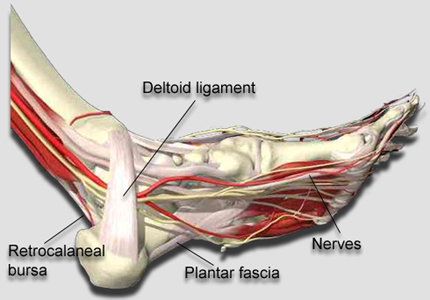 Deltoid ligament
Retrocalaneal
bursa
Plantar fascia
Nerves